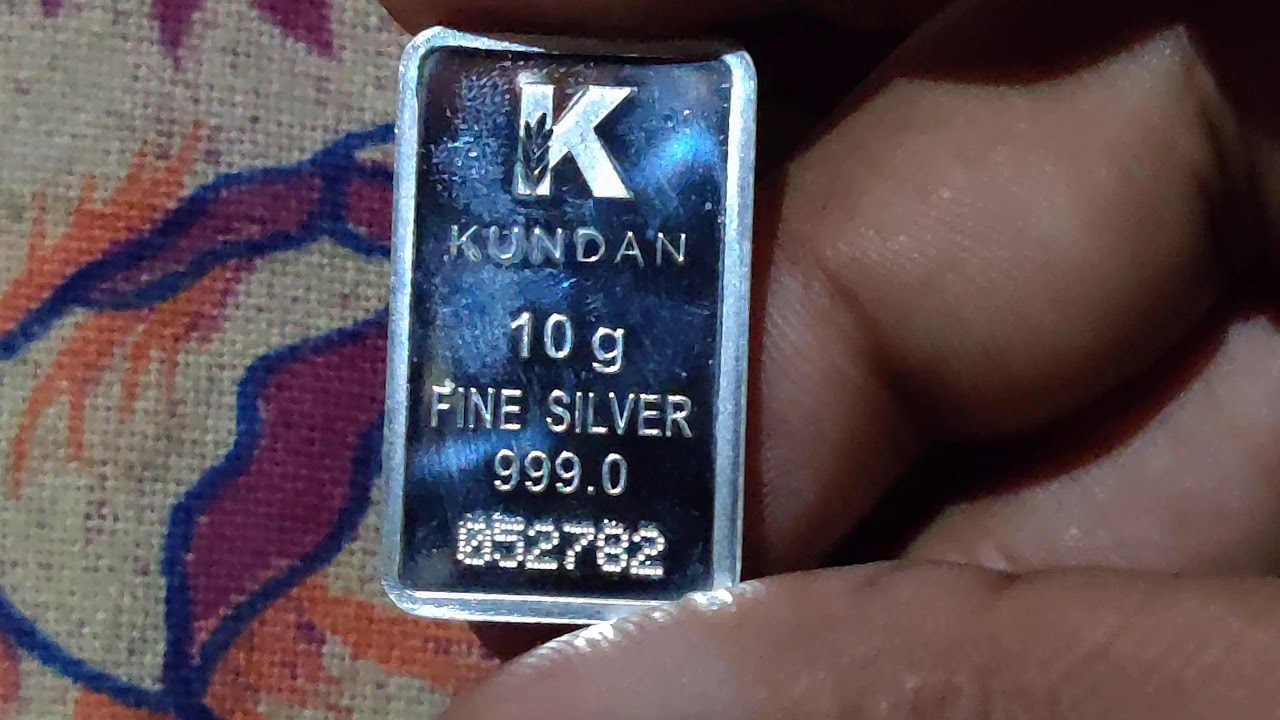 K
KUNDAN
10 g
FINE SILVER
999.0
052782